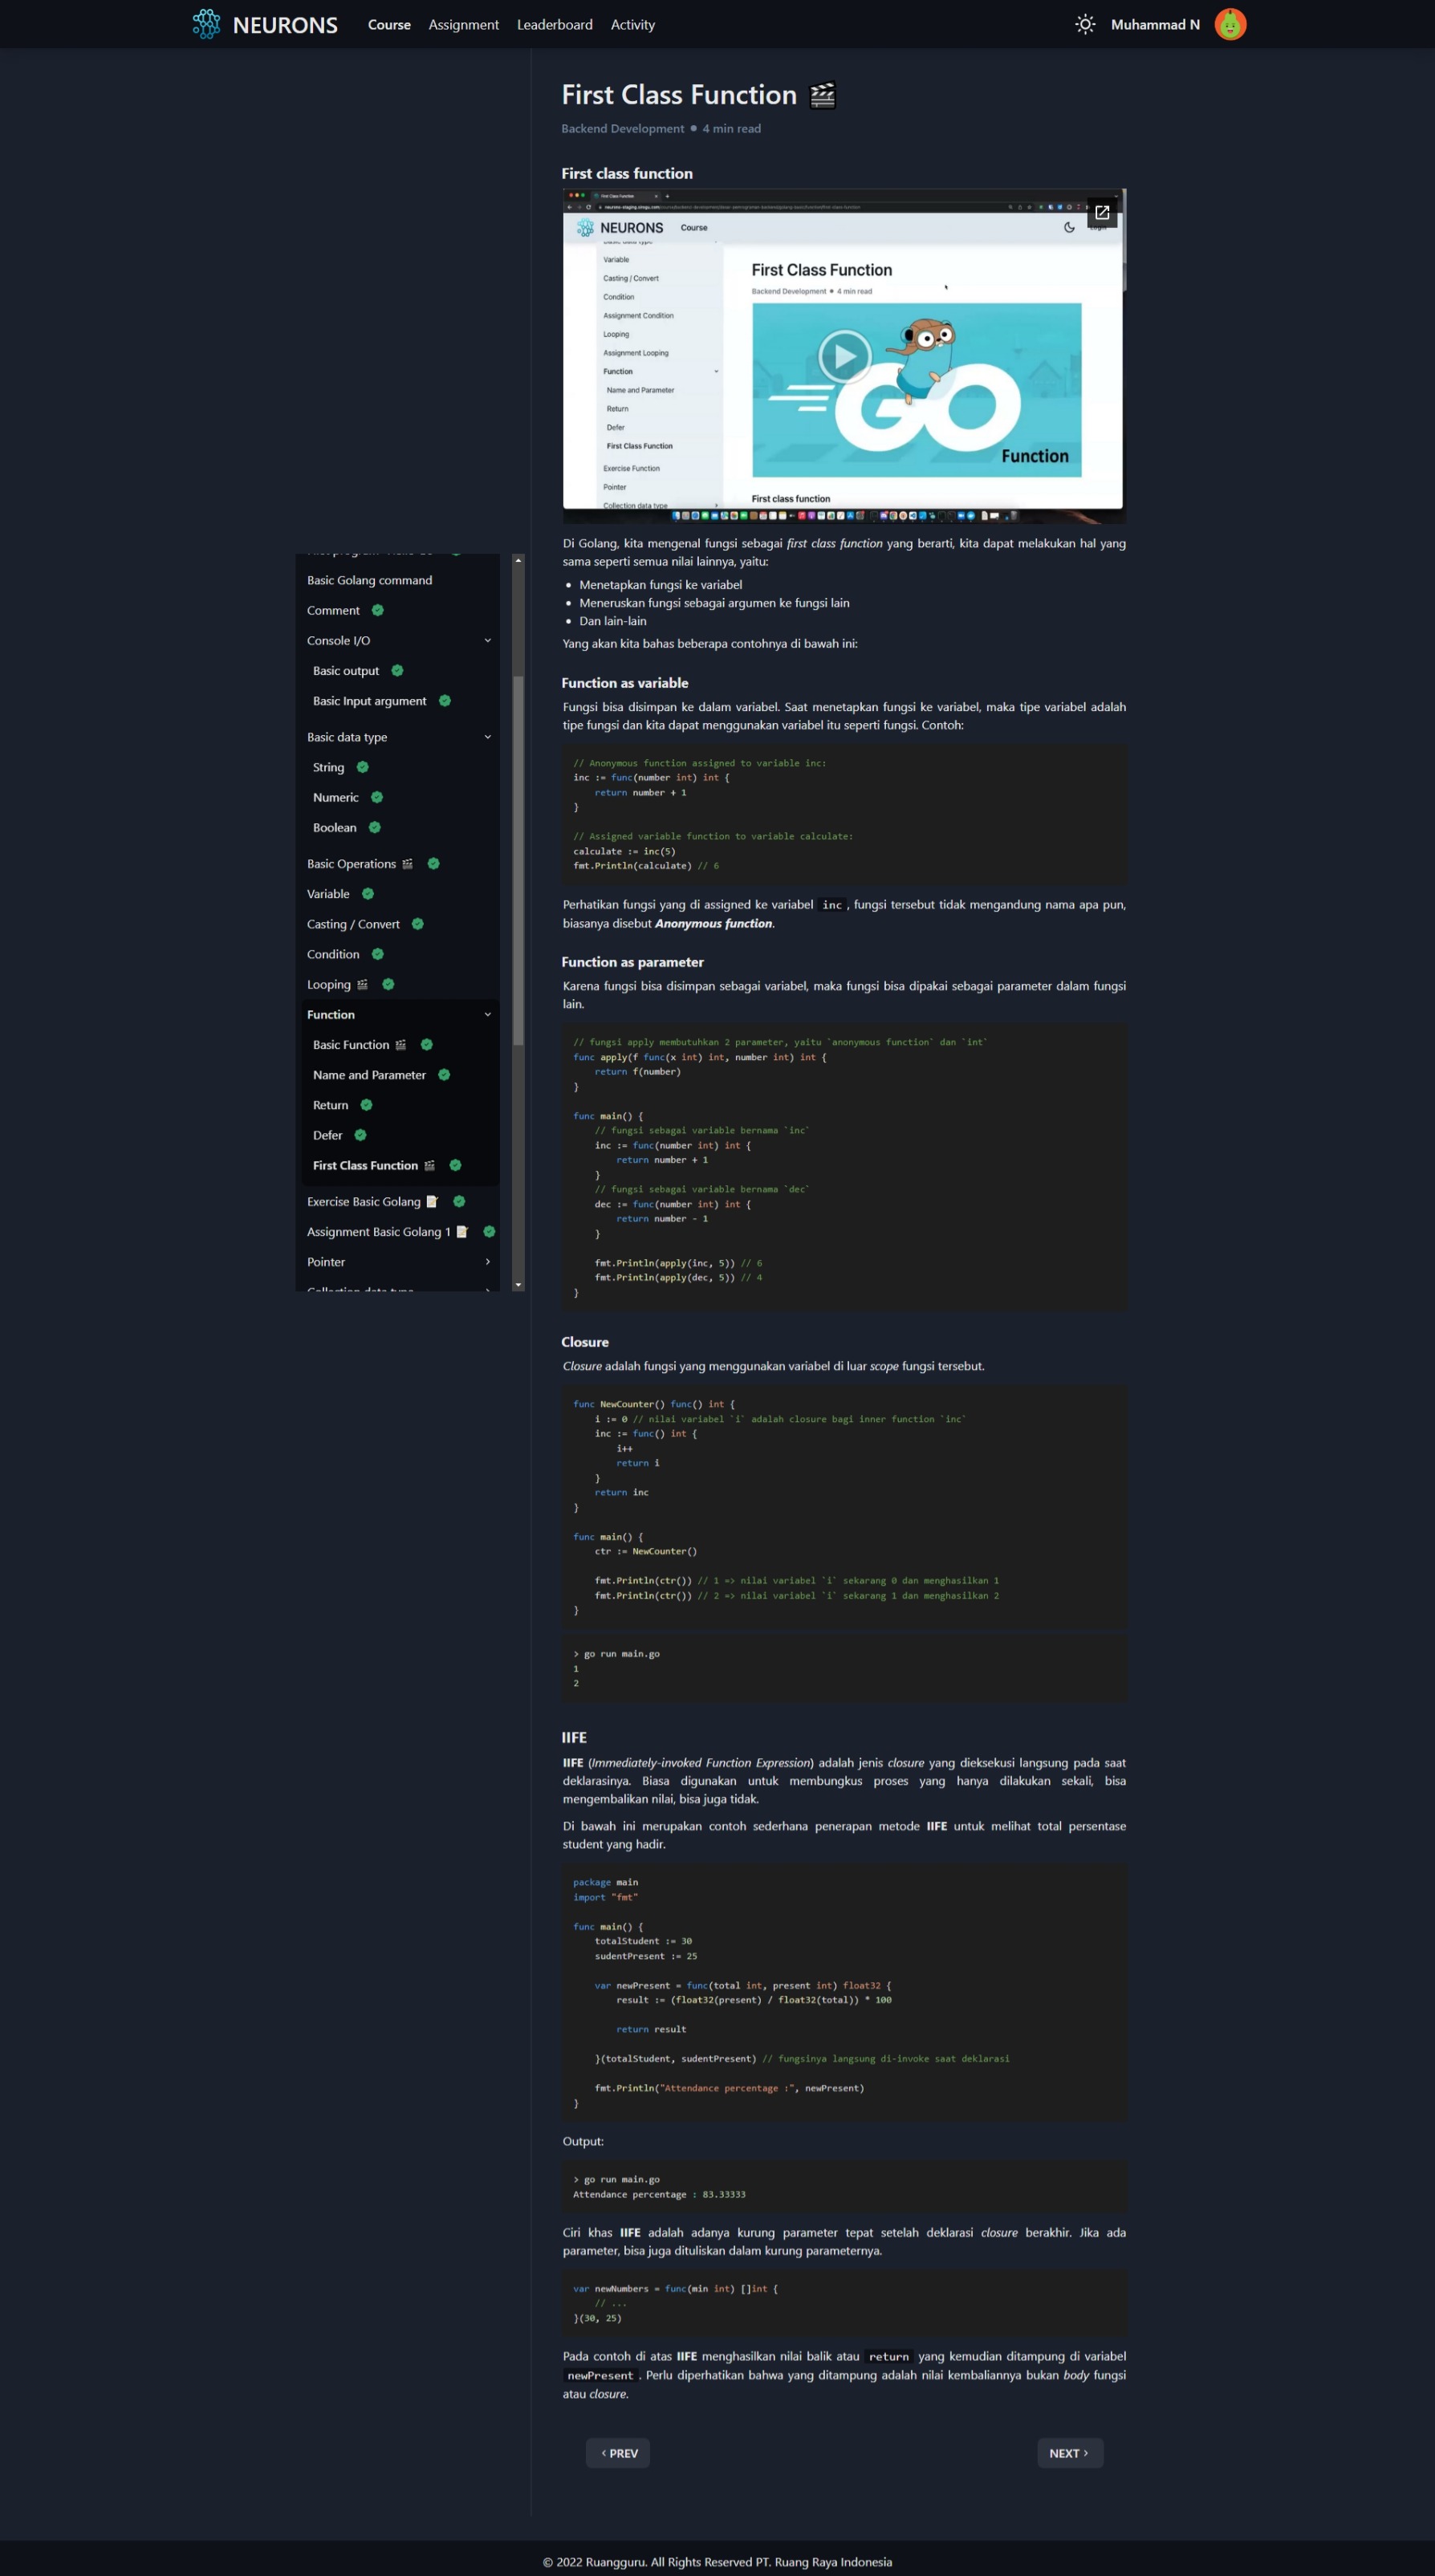 NEURONS
Course
Assignment
Leaderboard
Activity
Muhammad N
First Class Function
Backend Development • 4 min read
First class function
First Class Function
NEURONS
Course
Variable
Casting / Convert
Condition
Assignment Condition
Looping
Assignment Looping
Function
Name and Parameter
Return
Defer
First Class Function
Exercise Function
Pointer
Collection data type
First Class Function
Backend Development • 4 min read
GO
Function
First class function
Di Golang, kita mengenal fungsi sebagai first class function yang berarti, kita dapat melakukan hal yang
sama seperti semua nilai lainnya, yaitu:
• Menetapkan fungsi ke variabel
• Meneruskan fungsi sebagai argumen ke fungsi lain
• Dan lain-lain
Yang akan kita bahas beberapa contohnya di bawah ini:
Basic Golang command
Comment
Console I/O
Basic output
Basic Input argument
Basic data type
String
Numeric
Boolean
Basic Operations
Variable
Casting / Convert
Condition
Looping
Function
Basic Function
Name and Parameter
Return
Defer
First Class Function
Exercise Basic Golang
Assignment Basic Golang 1
Pointer
Collection data type
Function as variable
Fungsi bisa disimpan ke dalam variabel. Saat menetapkan fungsi ke variabel, maka tipe variabel adalah
tipe fungsi dan kita dapat menggunakan variabel itu seperti fungsi. Contoh:
// Anonymous function assigned to variable inc:
inc := func(number int) int {
return number + 1
}
// Assigned variable function to variable calculate:
calculate := inc(5)
fmt.Println(calculate) // 6
Perhatikan fungsi yang di assigned ke variabel inc, fungsi tersebut tidak mengandung nama apa pun,
biasanya disebut Anonymous function.
Function as parameter
Karena fungsi bisa disimpan sebagai variabel, maka fungsi bisa dipakai sebagai parameter dalam fungsi
lain.
// fungsi apply membutuhkan 2 parameter, yaitu `anonymous function` dan `int`
func apply(f func(x int) int, number int) int {
return f(number)
}
func main() {
// fungsi sebagai variable bernama `inc`
inc := func(number int) int {
return number + 1
}
// fungsi sebagai variable bernama `dec`
dec := func(number int) int {
return number - 1
}
fmt.Println(apply(inc, 5)) // 6
fmt.Println(apply(dec, 5)) // 4
}
Closure
Closure adalah fungsi yang menggunakan variabel di luar scope fungsi tersebut.
func NewCounter() func() int {
i := 0 // nilai variabel `i` adalah closure bagi inner function `inc`
inc := func() int {
i++
return i
}
return inc
}
func main() {
ctr := NewCounter()
fmt.Println(ctr()) // 1 => nilai variabel `i` sekarang 0 dan menghasilkan 1
fmt.Println(ctr()) // 2 => nilai variabel `i` sekarang 1 dan menghasilkan 2
}
> go run main.go
1
2
IIFE
IIFE (Immediately-invoked Function Expression) adalah jenis closure yang dieksekusi langsung pada saat
deklarasinya. Biasa digunakan untuk membungkus proses yang hanya dilakukan sekali, bisa
mengembalikan nilai, bisa juga tidak.
Di bawah ini merupakan contoh sederhana penerapan metode IIFE untuk melihat total persentase
student yang hadir.
package main
import "fmt"
func main() {
totalStudent := 30
sudentPresent := 25
var newPresent = func(total int, present int) float32 {
result := (float32(present) / float32(total)) * 100
return result
}(totalStudent, sudentPresent) // fungsinya langsung di-invoke saat deklarasi
fmt.Println("Attendance percentage :", newPresent)
}
Output:
> go run main.go
Attendance percentage : 83.33333
Ciri khas IIFE adalah adanya kurung parameter tepat setelah deklarasi closure berakhir. Jika ada
parameter, bisa juga dituliskan dalam kurung parameternya.
var newNumbers = func(min int) []int {
// ...
}(30, 25)
Pada contoh di atas IIFE menghasilkan nilai balik atau return yang kemudian ditampung di variabel
newPresent. Perlu diperhatikan bahwa yang ditampung adalah nilai kembaliannya bukan body fungsi
atau closure.
‹ PREV
NEXT ›
© 2022 Ruangguru. All Rights Reserved PT. Ruang Raya Indonesia